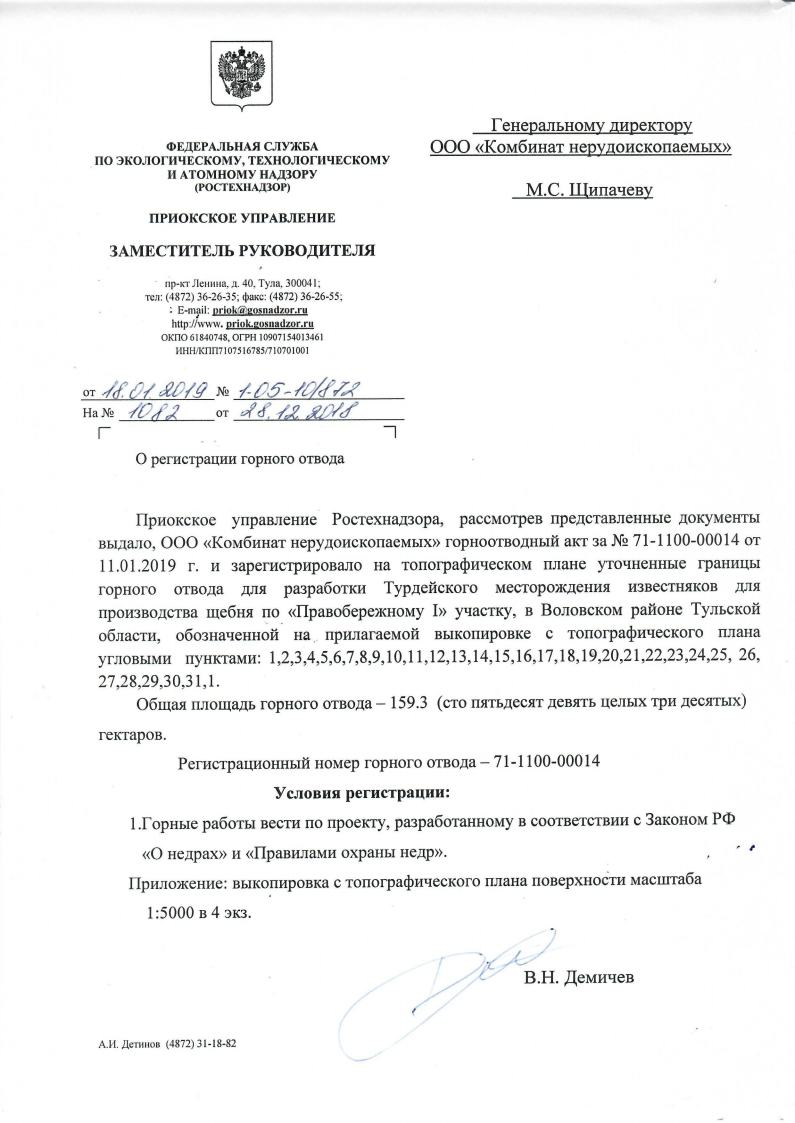 ФЕДЕРАЛЬНАЯ СЛУЖБА
ПО ЭКОЛОГИЧЕСКОМУ, ТЕХНОЛОГИЧЕСКОМУ
И АТОМНОМУ НАДЗОРУ
(РОСТЕХНАДЗОР)
ПРИОКСКОЕ УПРАВЛЕНИЕ
ЗАМЕСТИТЕЛЬ РУКОВОДИТЕЛЯ
пр-кт Ленина, д. 40, Тула, 300041;
тел: (4872) 36-26-35; факс: (4872) 36-26-55;
E-mail: priok@gosnadzor.ru
http://www. priok.gosnadzor.ru
ОКПО 61840748, ОГРН 10907154013461
ИНН/КПП7107516785/710701001
от 18.01.2019 № 1-05-10/872
На № 1082 от 28.12.2018
Генеральному директору
ООО «Комбинат нерудоископаемых»
М.С. Щипачеву
О регистрации горного отвода
Приокское управление Ростехнадзора, рассмотрев представленные документы
выдало, ООО «Комбинат нерудоископаемых» горноотводный акт за № 71-1100-00014 от
11.01.2019 г. и зарегистрировало на топографическом плане уточненные границы
горного отвода для разработки Турдейского месторождения известняков для
производства щебня по «Правобережному I» участку, в Воловском районе Тульской
области, обозначенной на прилагаемой выкопировке с топографического плана
угловыми пунктами: 1,2,3,4,5,6,7,8,9,10,11,12,13,14,15,16,17,18,19,20,21,22,23,24,25, 26,
27,28,29,30,31,1.
Общая площадь горного отвода – 159.3 (сто пятьдесят девять целых три десятых)
гектаров.
Регистрационный номер горного отвода – 71-1100-00014
Условия регистрации:
1.Горные работы вести по проекту, разработанному в соответствии с Законом РФ
«О недрах» и «Правилами охраны недр».
Приложение: выкопировка с топографического плана поверхности масштаба
1:5000 в 4 экз.
В.Н. Демичев
А.И. Детинов (4872) 31-18-82